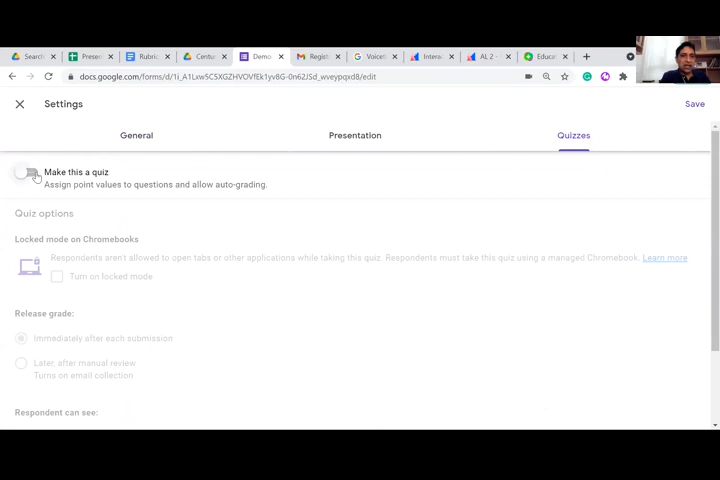 Search
Presen
Rubric
Centur
Demo
Regist
Voiceti
Interac
AL 2 -
Educat
docs.google.com/forms/d/1i_A1Lxw5C5XGZHVOVfEk1yv8G-0n62JSd_wveypqxd8/edit
Settings
Save
General
Presentation
Quizzes
Make this a quiz
Assign point values to questions and allow auto-grading.
Quiz options
Locked mode on Chromebooks
Respondents aren't allowed to open tabs or other applications while taking this quiz. Respondents must take this quiz using a managed Chromebook. Learn more
Turn on locked mode
Release grade:
Immediately after each submission
Later, after manual review
Turns on email collection
Respondent can see: